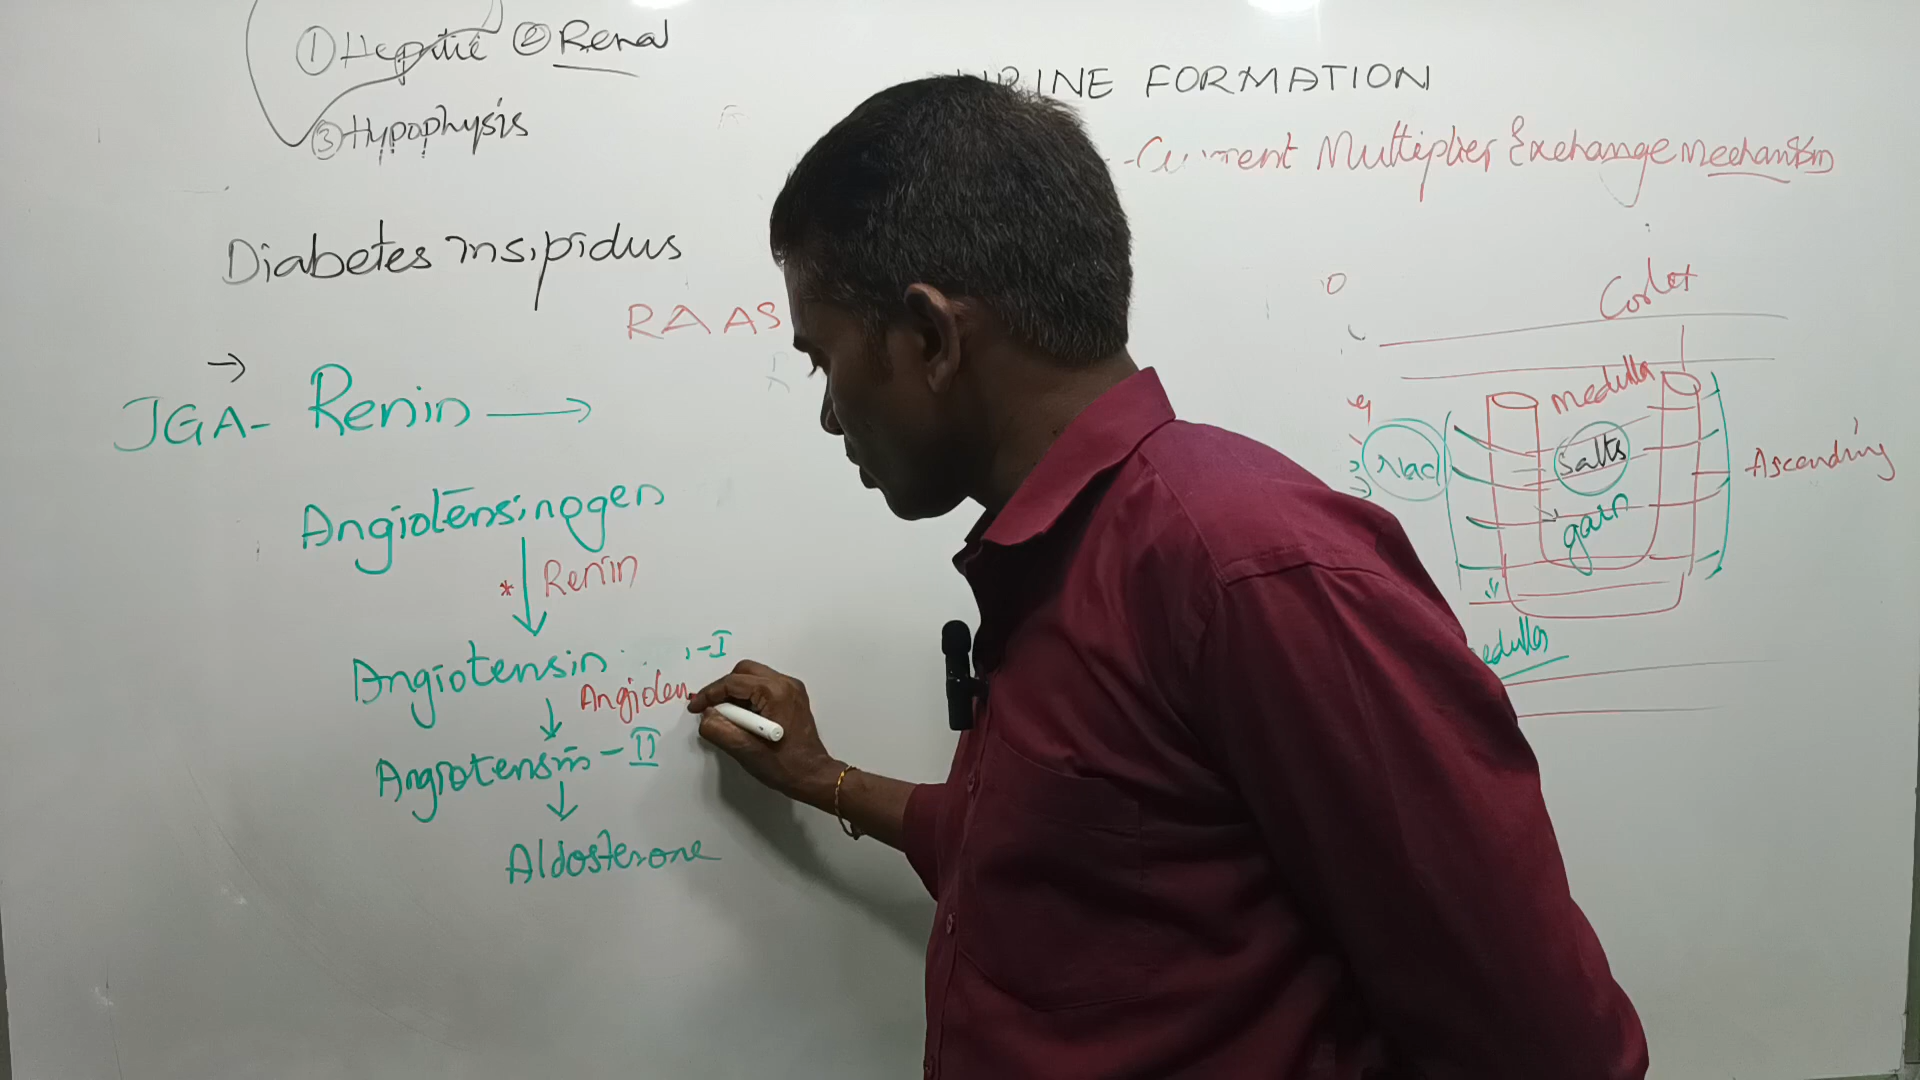 ① Hepatic ② Renal
③ Hypophysis
Diabetes insipidus
RAAS
JGA- Renin
Angiotensinogen
* Renin
Angiotensin -I
Angioten
Angiotensin - II
Aldosterone
URINE FORMATION
-Current Multiplier Exchange mechanism
Cortex
medulla
Nacl
salts
Ascending
gain
medulla